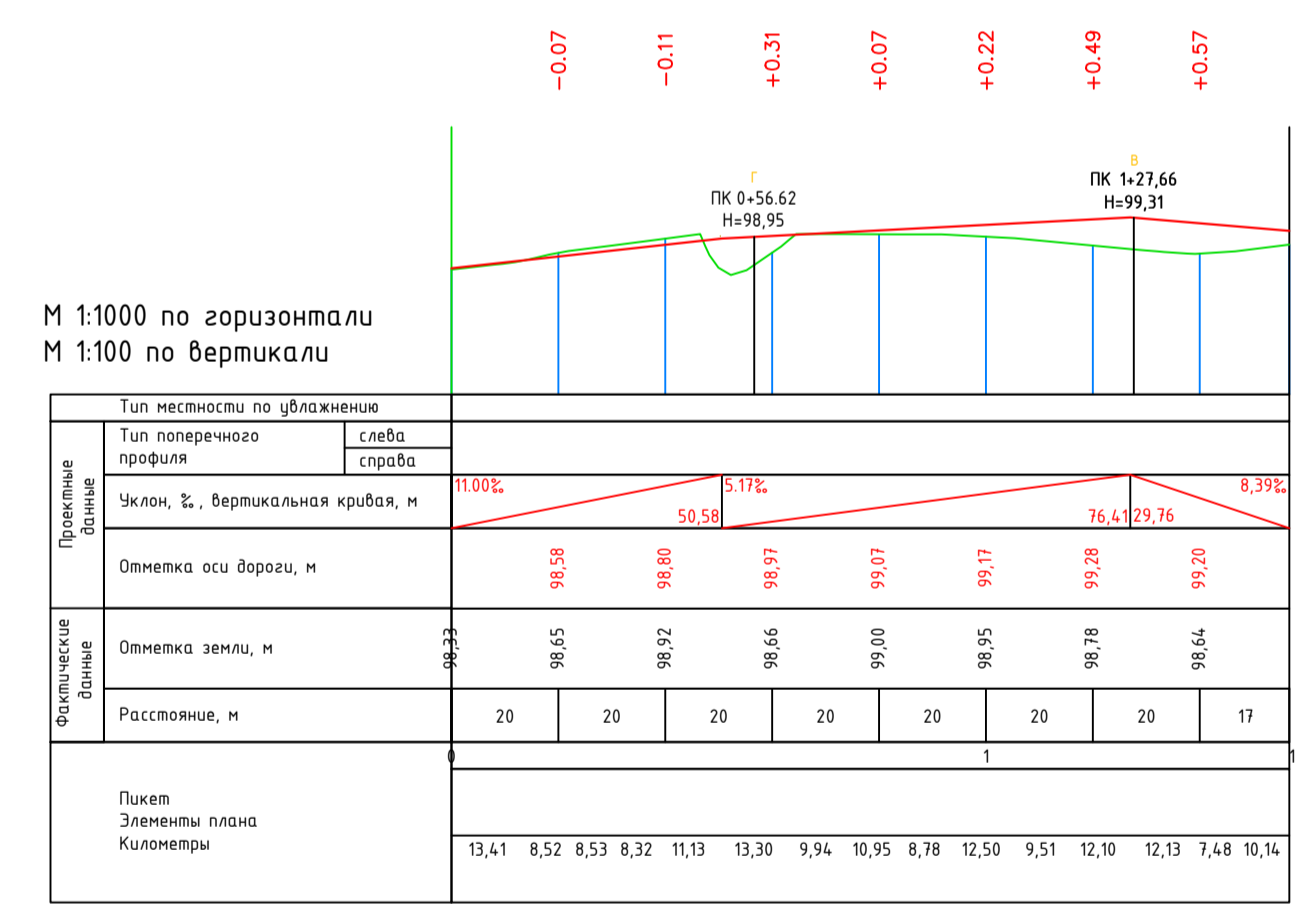 -0.07 -0.11 +0.31 +0.07 +0.22 +0.49 +0.57
В
ПК 1+27,66
Н=99,31
Г
ПК 0+56.62
Н=98,95
М 1:1000 по горизонтали
М 1:100 по вертикали
Тип местности по увлажнению
Проектные данные
Тип поперечного профиля
слева
справа
Уклон, ‰, вертикальная кривая, м
11.00‰ 5.17‰ 8,39‰
50,58 76,41 29,76
Отметка оси дороги, м
98,58 98,80 98,97 99,07 99,17 99,28 99,20
Фактические данные
Отметка земли, м
98,33 98,65 98,92 98,66 99,00 98,95 98,78 98,64
Расстояние, м
20 20 20 20 20 20 20 17
0 1 1
Пикет
Элементы плана
Километры
13,41 8,52 8,53 8,32 11,13 13,30 9,94 10,95 8,78 12,50 9,51 12,10 12,13 7,48 10,14